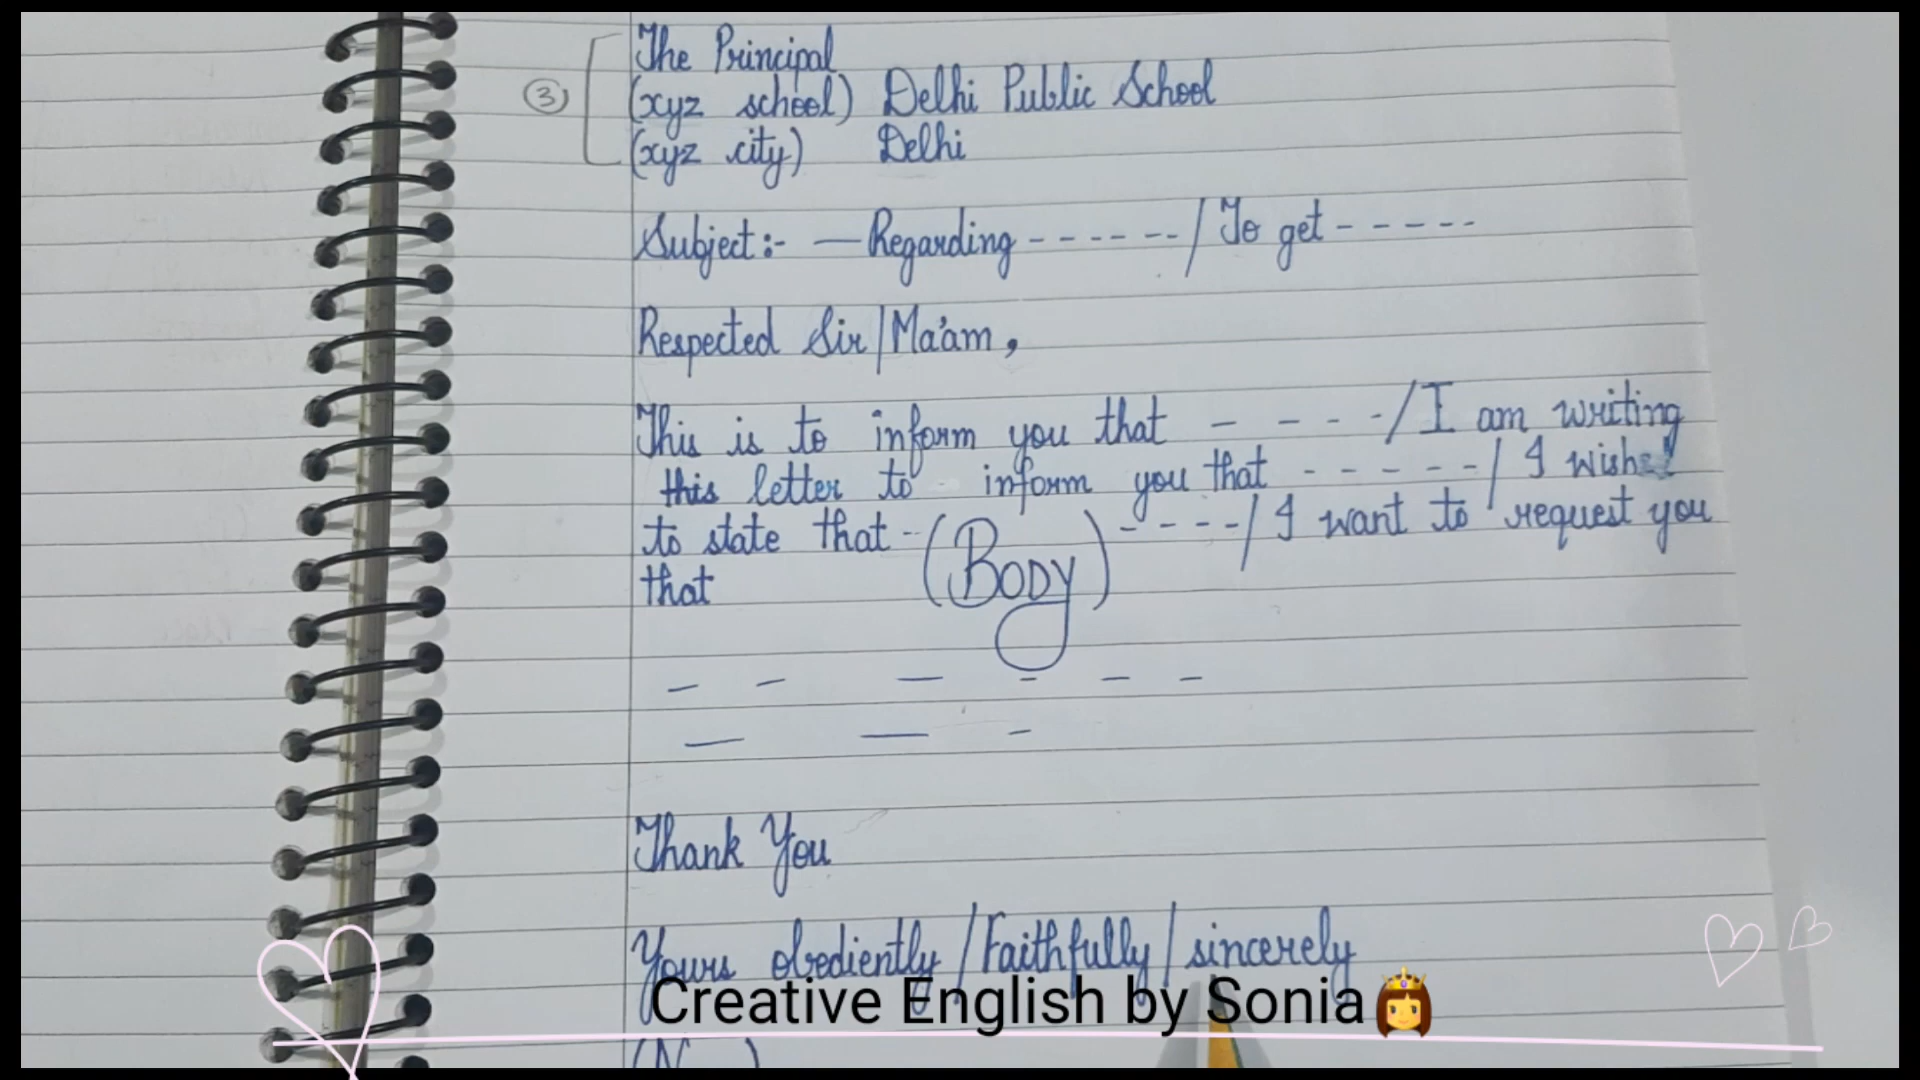 The Principal
③ (xyz school) Delhi Public School
(xyz city) Delhi
Subject:- — Regarding ------/ To get -----
Respected Sir/Ma'am,
This is to inform you that - - - -/ I am writing
this letter to inform you that - - - - - -/ I wish
to state that -- (BODY) - - - -/ I want to request you
that
Thank You
Yours obediently/Faithfully/sincerely
Creative English by Sonia👸